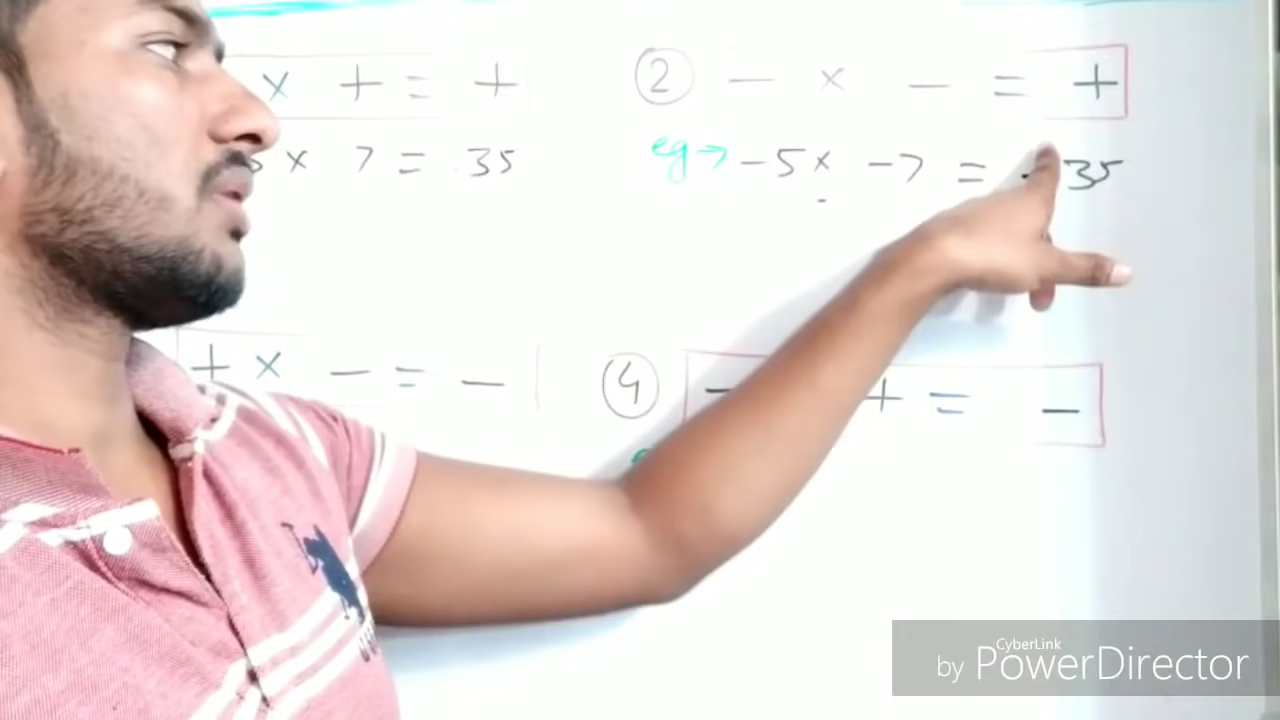 x + = +
② - x - = +
x 7 = 35
eg → -5 x -7 = 35
+ x - = -
④ - + = -
CyberLink
by PowerDirector